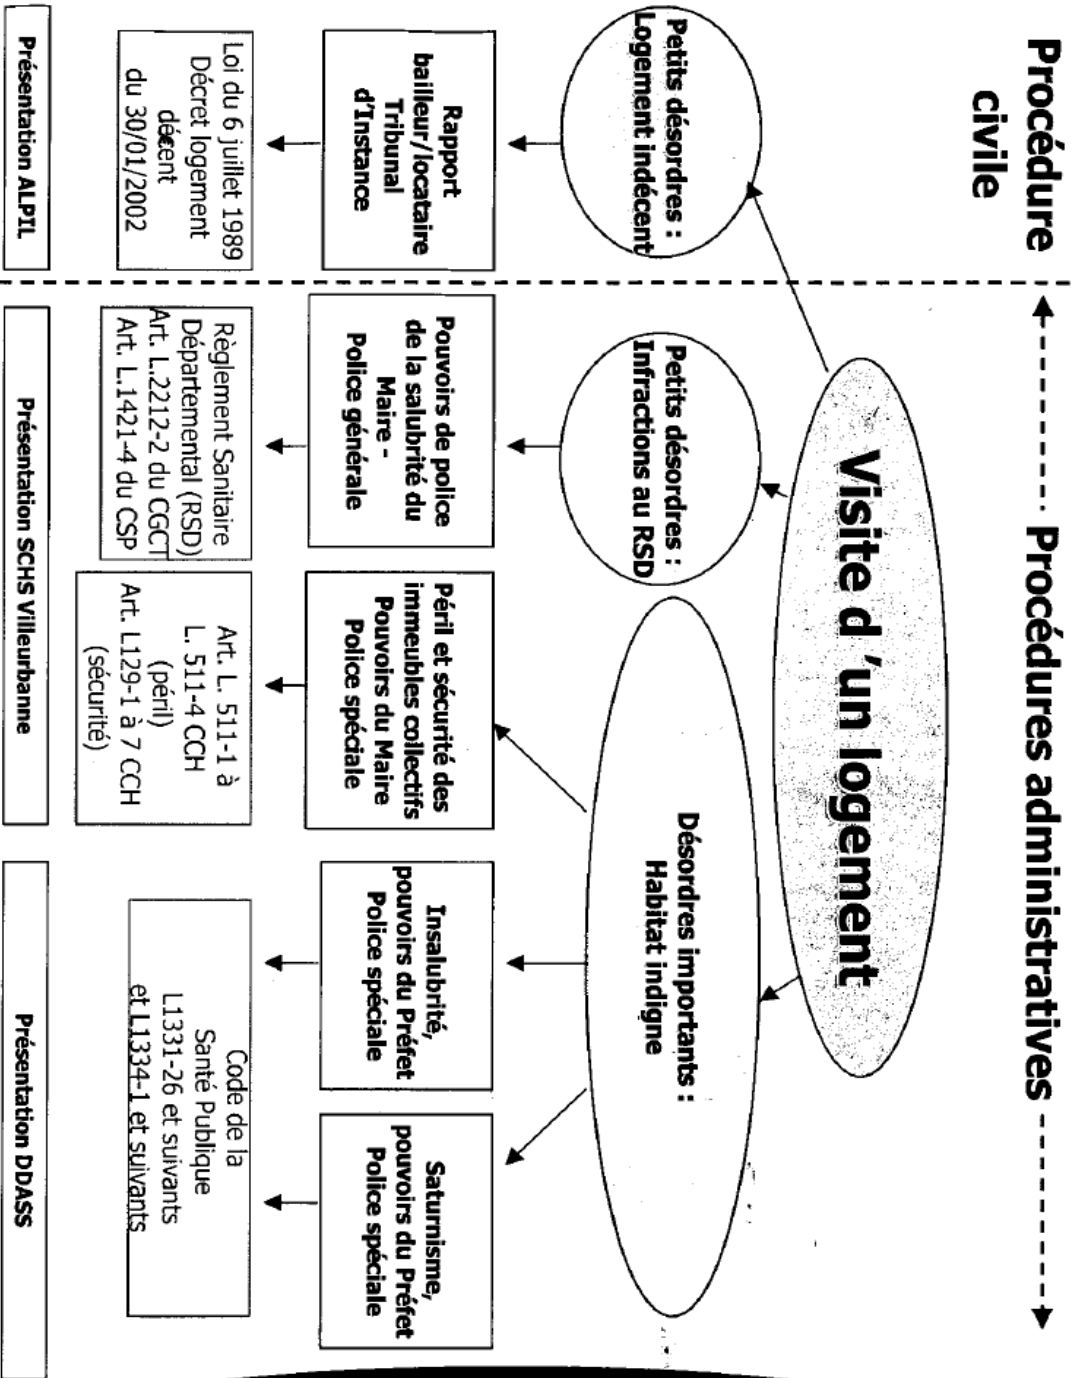 Procédure
civile
Procédures administratives
Visite d'un logement
Petits désordres :
Logement indécent
Petits désordres :
Infractions au RSD
Désordres importants :
Habitat indigne
Rapport
bailleur/locataire
Tribunal
d'Instance
Pouvoirs de police
de la salubrité du
Maire -
Police générale
Péril et sécurité des
immeubles collectifs
Pouvoirs du Maire
Police spéciale
Insalubrité,
pouvoirs du Préfet
Police spéciale
Saturnisme,
pouvoirs du Préfet
Police spéciale
Loi du 6 juillet 1989
Décret logement
décent
du 30/01/2002
Règlement Sanitaire
Départemental (RSD)
Art. L.2212-2 du CGCT
Art. L.1421-4 du CSP
Art. L. 511-1 à
L. 511-4 CCH
(péril)
Art. L129-1 à 7 CCH
(sécurité)
Code de la
Santé Publique
L1331-26 et suivants
et L1334-1 et suivants
Présentation ALPIL
Présentation SCHS Villeurbanne
Présentation DDASS